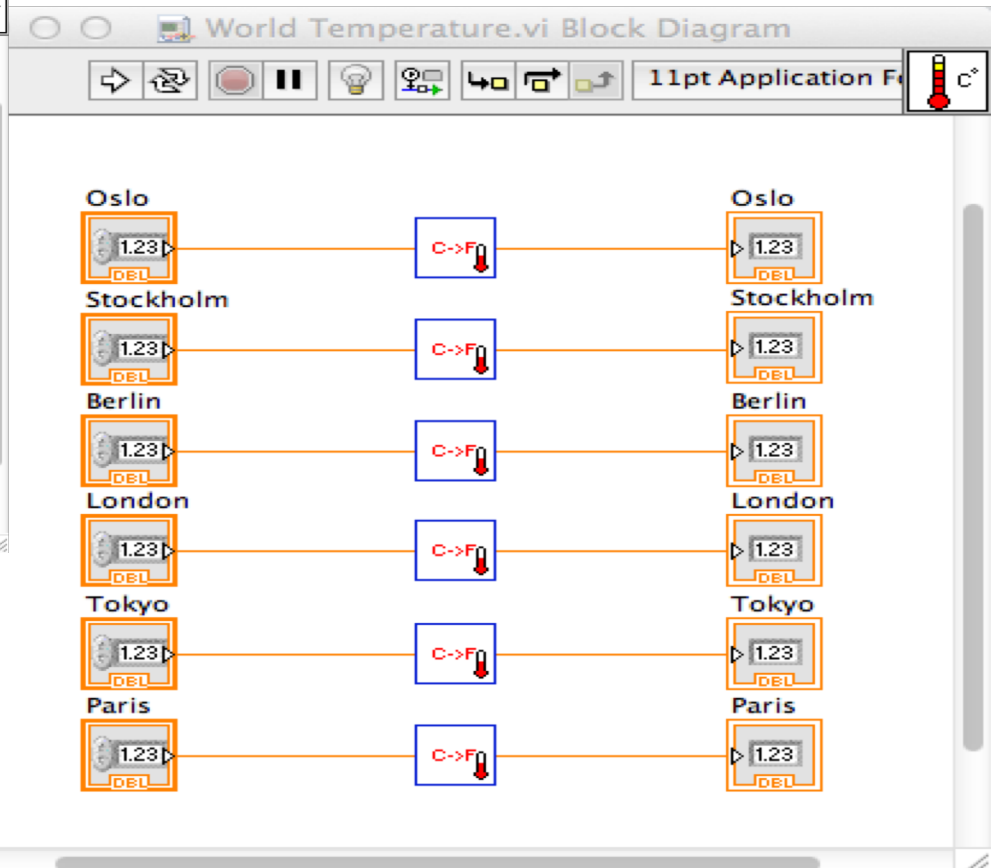 World Temperature.vi Block Diagram
11pt Application F
C°
Oslo Oslo
1.23 C->F 1.23
DBL DBL
Stockholm Stockholm
1.23 C->F 1.23
DBL DBL
Berlin Berlin
1.23 C->F 1.23
DBL DBL
London London
1.23 C->F 1.23
DBL DBL
Tokyo Tokyo
1.23 C->F 1.23
DBL DBL
Paris Paris
1.23 C->F 1.23
DBL DBL